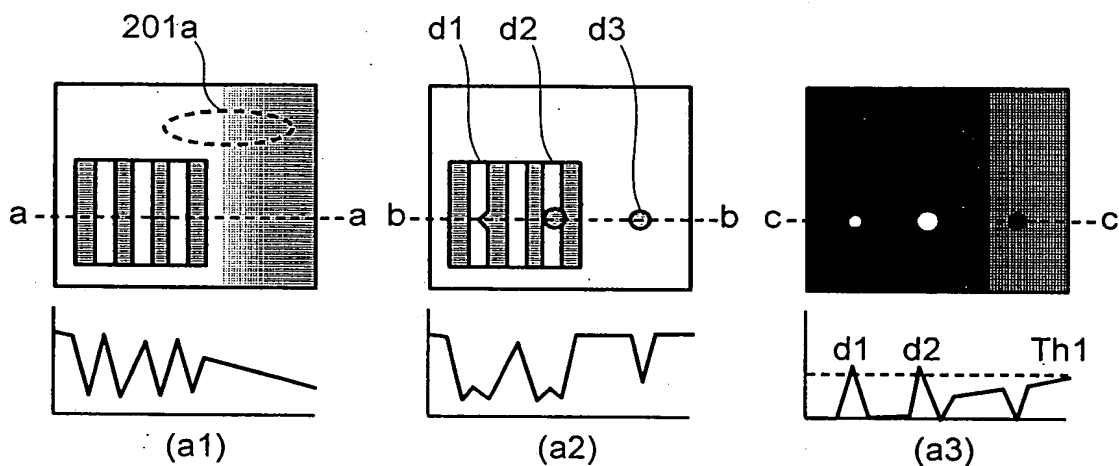 201a d1 d2 d3
a a b b c c
d1 d2 Th1
(a1) (a2) (a3)